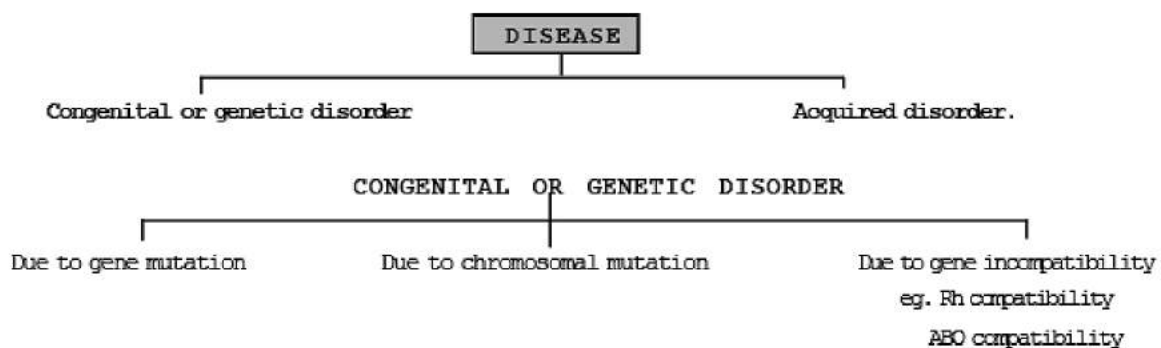 DISEASE
Congenital or genetic disorder
Acquired disorder.
CONGENITAL OR GENETIC DISORDER
Due to gene mutation
Due to chromosomal mutation
Due to gene incompatibility
eg. Rh compatibility
ABO compatibility